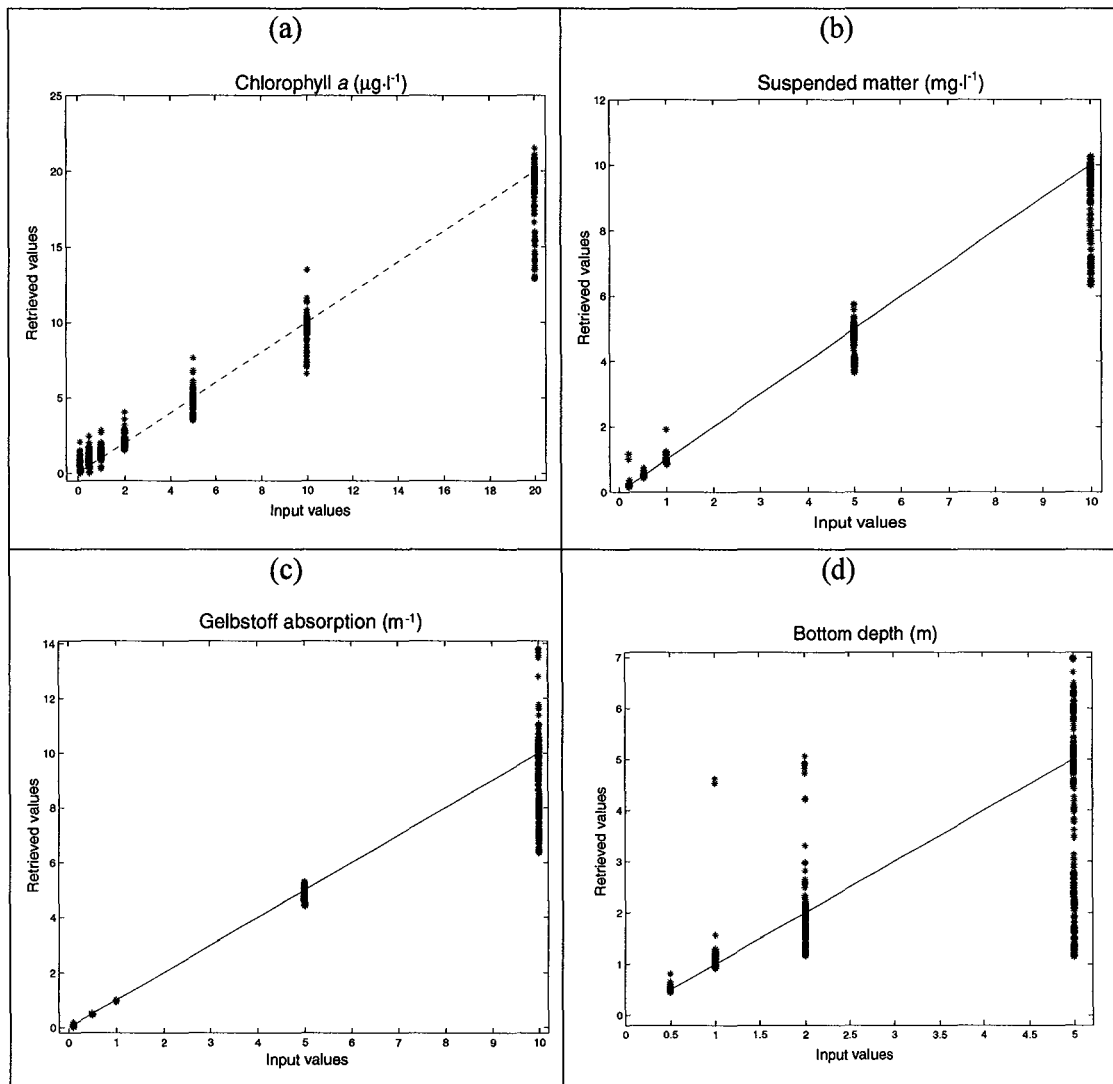 (a)
Chlorophyll a (µg·l⁻¹)
25
20
15
10
5
0
Retrieved values
0 2 4 6 8 10 12 14 16 18 20
Input values
(b)
Suspended matter (mg·l⁻¹)
12
10
8
6
4
2
0
Retrieved values
0 1 2 3 4 5 6 7 8 9 10
Input values
(c)
Gelbstoff absorption (m⁻¹)
14
12
10
8
6
4
2
0
Retrieved values
0 1 2 3 4 5 6 7 8 9 10
Input values
(d)
Bottom depth (m)
7
6
5
4
3
2
1
0
Retrieved values
0 0.5 1 1.5 2 2.5 3 3.5 4 4.5 5
Input values